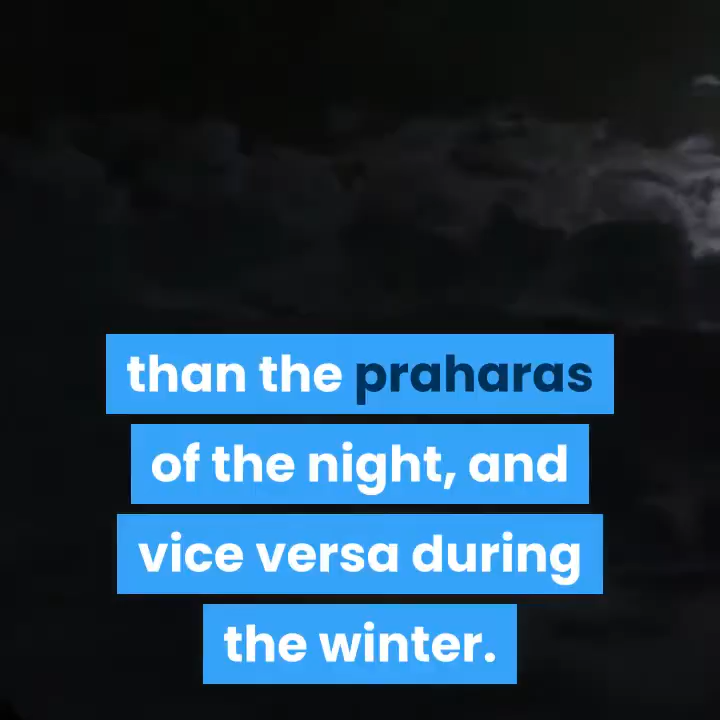 than the praharas
of the night, and
vice versa during
the winter.